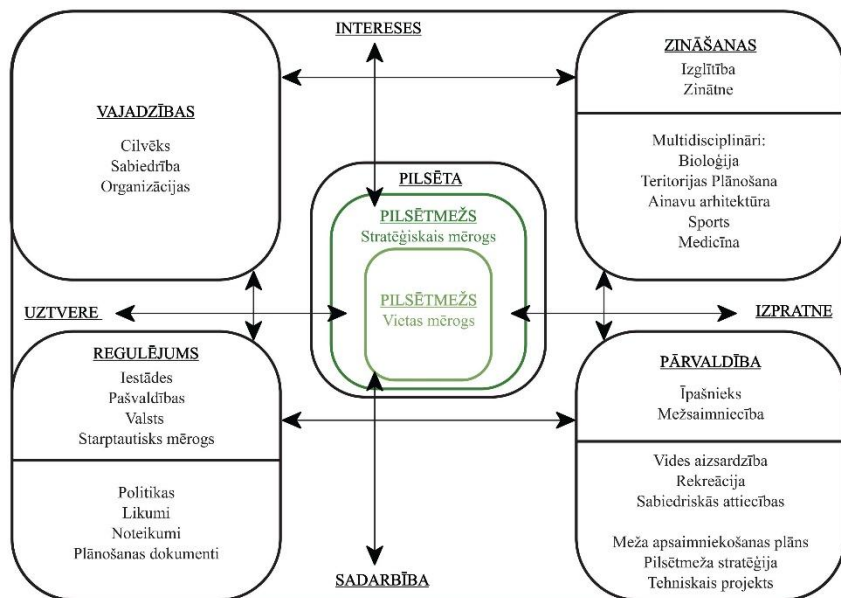 INTERESES
VAJADZĪBAS
Cilvēks
Sabiedrība
Organizācijas
ZINĀŠANAS
Izglītība
Zinātne
Multidisciplināri:
Bioloģija
Teritorijas Plānošana
Ainavu arhitektūra
Sports
Medicīna
PILSĒTA
PILSĒTMEŽS
Stratēģiskais mērogs
PILSĒTMEŽS
Vietas mērogs
UZTVERE
IZPRATNE
REGULĒJUMS
Iestādes
Pašvaldības
Valsts
Starptautisks mērogs
Politikas
Likumi
Noteikumi
Plānošanas dokumenti
PĀRVALDĪBA
Īpašnieks
Mežsaimniecība
Vides aizsardzība
Rekreācija
Sabiedriskās attiecības
Meža apsaimniekošanas plāns
Pilsētmeža stratēģija
Tehniskais projekts
SADARBĪBA